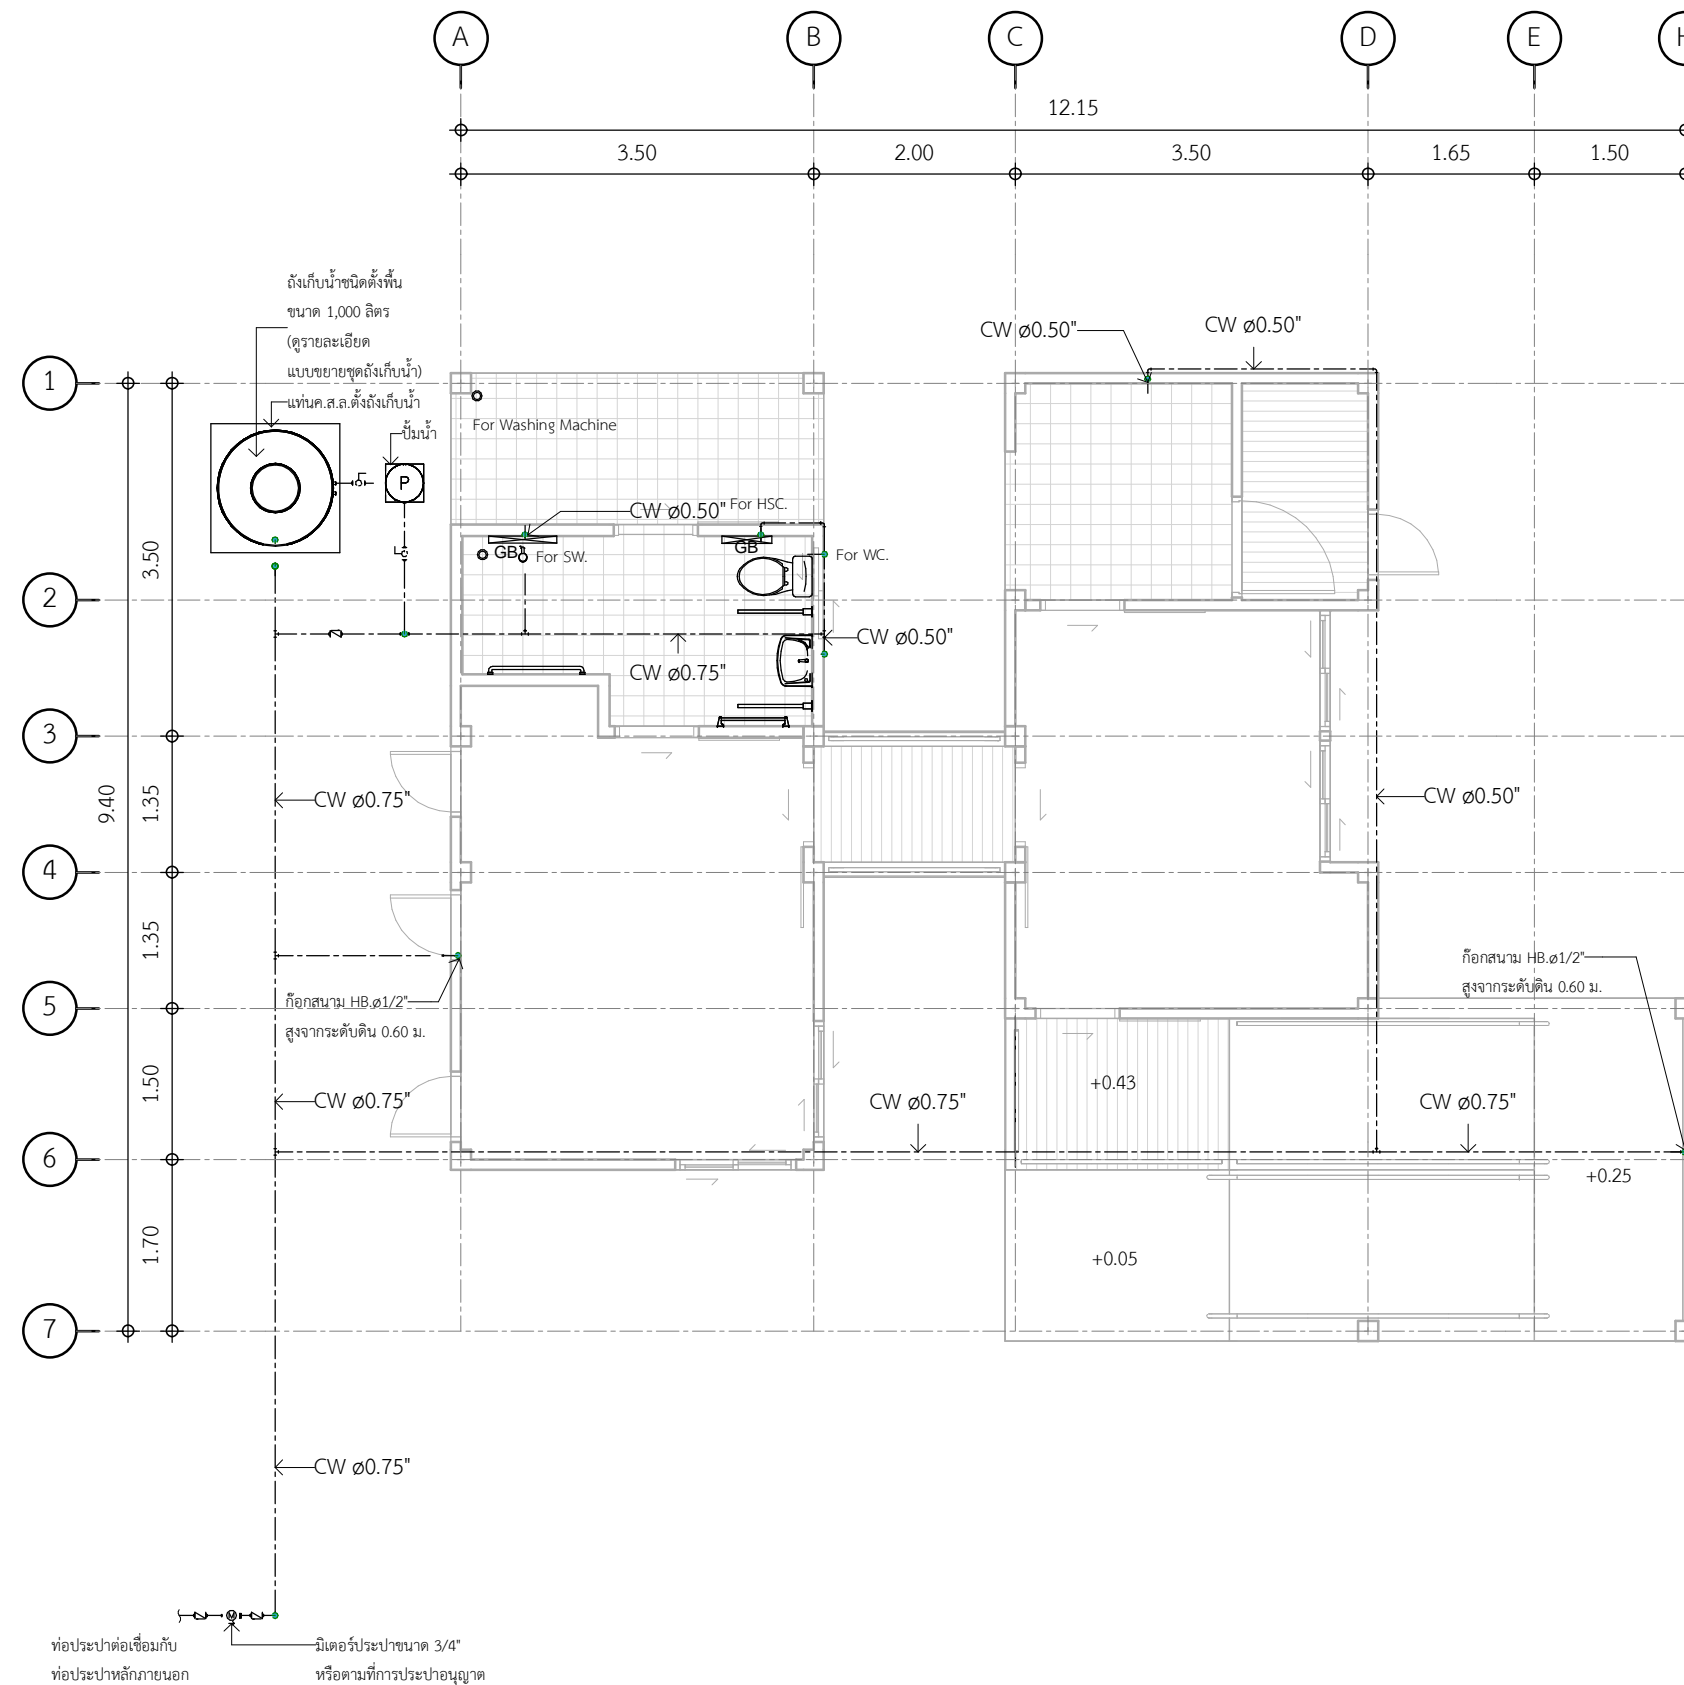 A
B
C
D
E
12.15
3.50
2.00
3.50
1.65
1.50
ถังเก็บน้ำชนิดตั้งพื้น
ขนาด 1,000 ลิตร
(ดูรายละเอียด
แบบขยายชุดถังเก็บน้ำ)
แท่นค.ส.ล.ตั้งถังเก็บน้ำ
ปั๊มน้ำ
P
CW ø0.50"
CW ø0.50"
1
For Washing Machine
For HSC.
CW ø0.50"
GB
For SW.
GB
For WC.
3.50
2
CW ø0.50"
CW ø0.75"
3
9.40
1.35
CW ø0.75"
CW ø0.50"
4
1.35
ก๊อกสนาม HB.ø1/2"
สูงจากระดับดิน 0.60 ม.
ก๊อกสนาม HB.ø1/2"
สูงจากระดับดิน 0.60 ม.
5
1.50
+0.43
CW ø0.75"
CW ø0.75"
CW ø0.75"
6
+0.25
1.70
+0.05
7
CW ø0.75"
M
ท่อประปาต่อเชื่อมกับ
ท่อประปาหลักภายนอก
มิเตอร์ประปาขนาด 3/4"
หรือตามที่การประปาอนุญาต